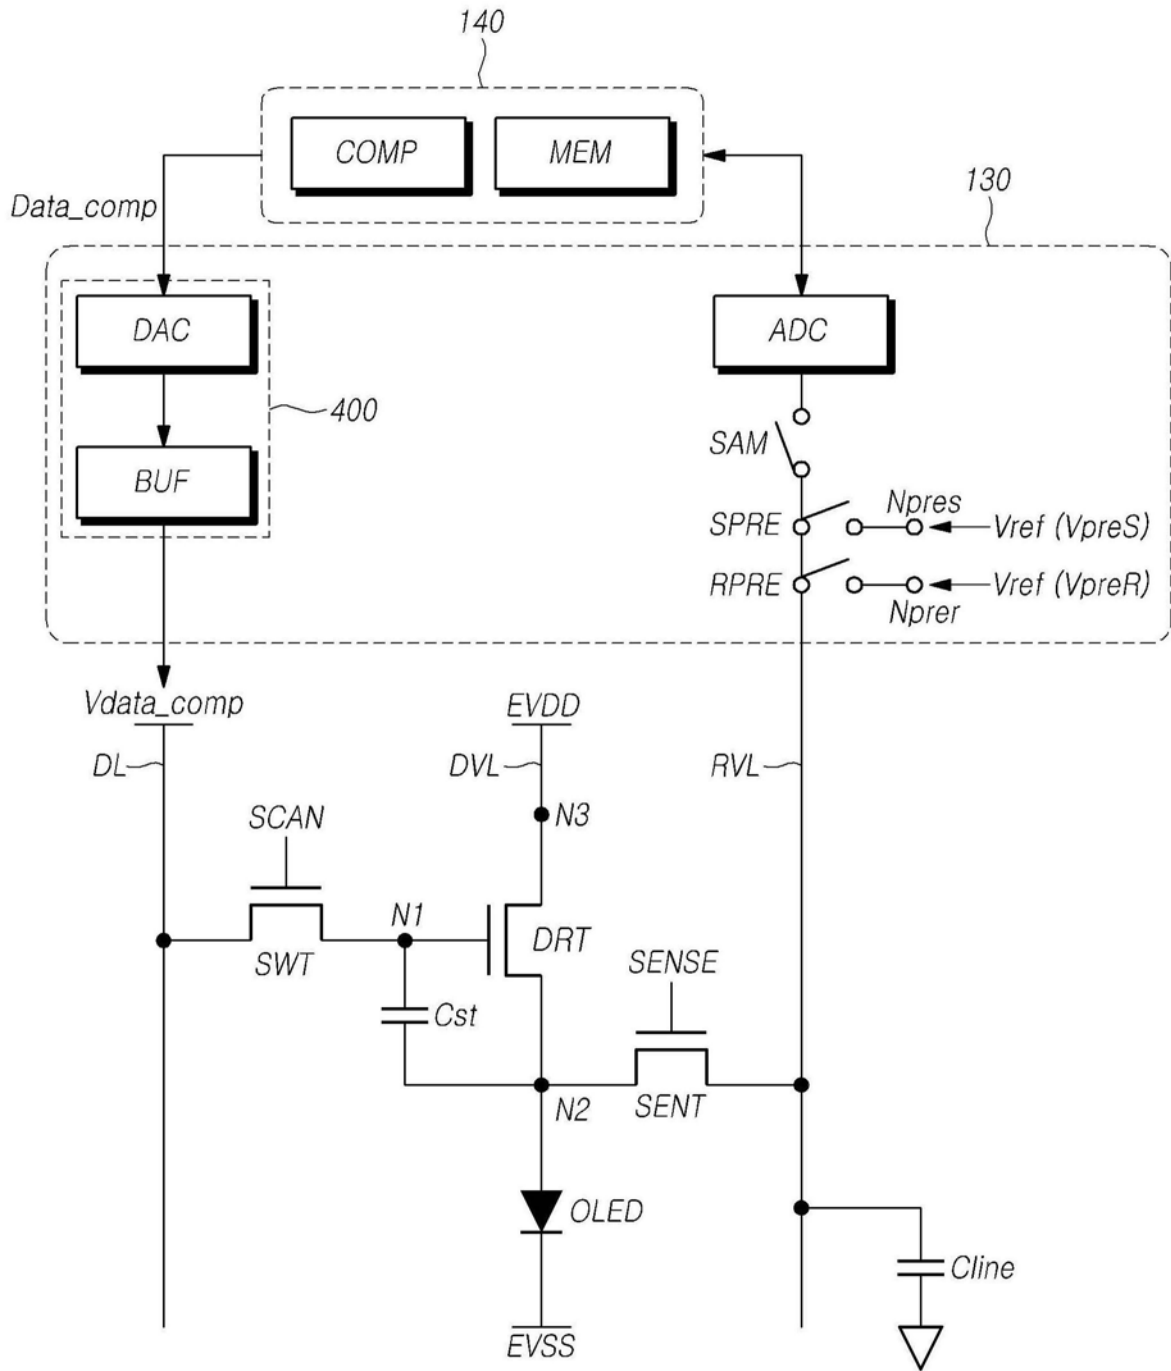 140
COMP
MEM
130
Data_comp
DAC
ADC
400
SAM
BUF
Npres
SPRE
Vref (VpreS)
RPRE
Vref (VpreR)
Nprer
Vdata_comp
EVDD
DL
DVL
RVL
SCAN
N3
N1
DRT
SWT
SENSE
Cst
N2
SENT
OLED
Cline
EVSS